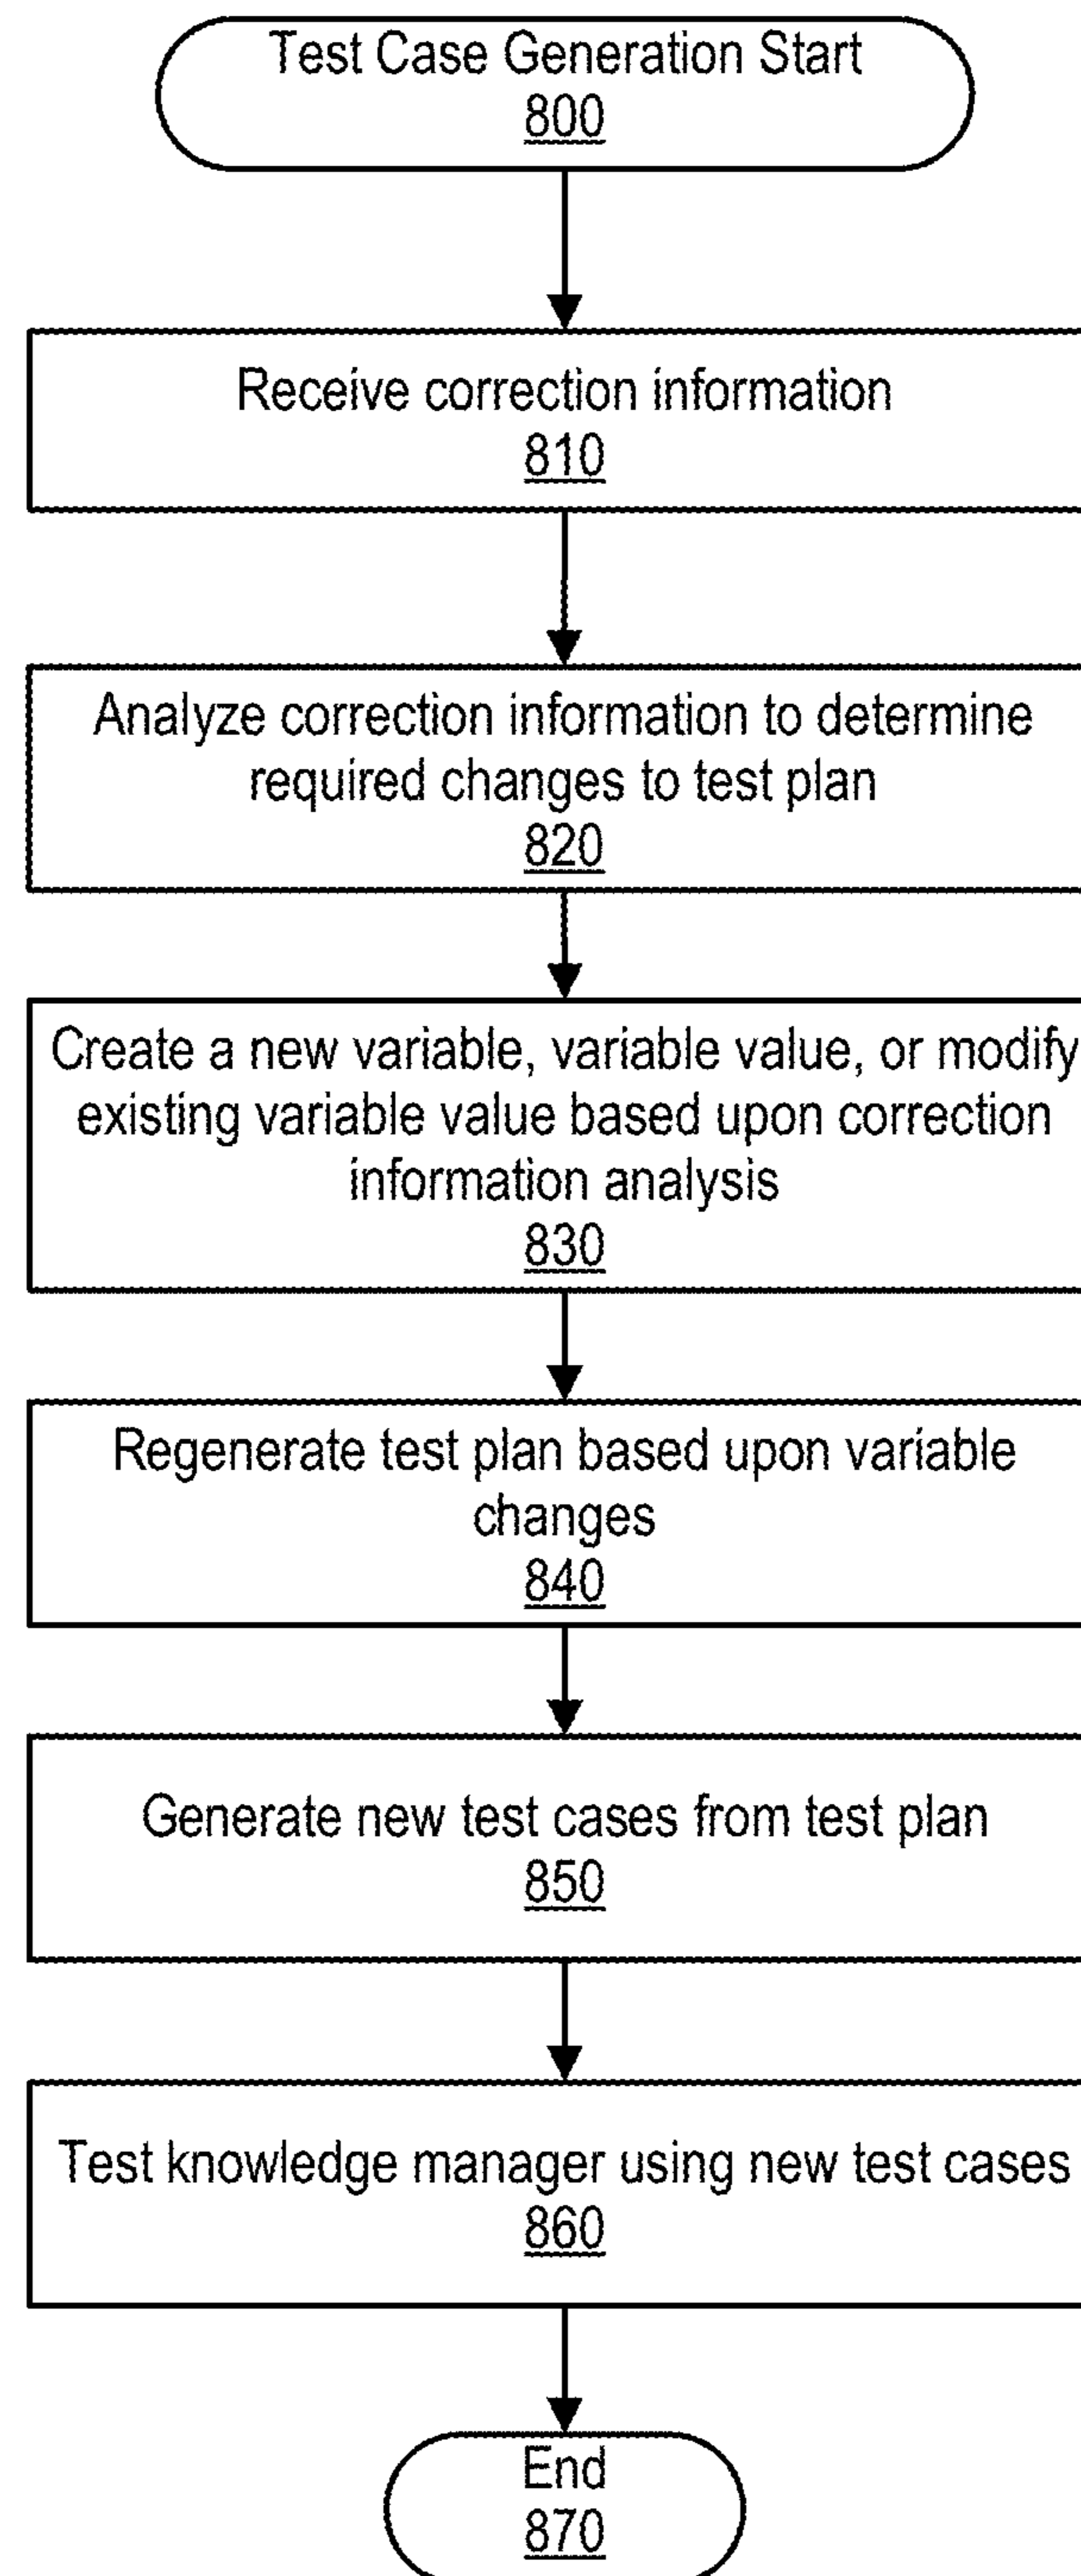 Test Case Generation Start
800
Receive correction information
810
Analyze correction information to determine
required changes to test plan
820
Create a new variable, variable value, or modify
existing variable value based upon correction
information analysis
830
Regenerate test plan based upon variable
changes
840
Generate new test cases from test plan
850
Test knowledge manager using new test cases
860
End
870